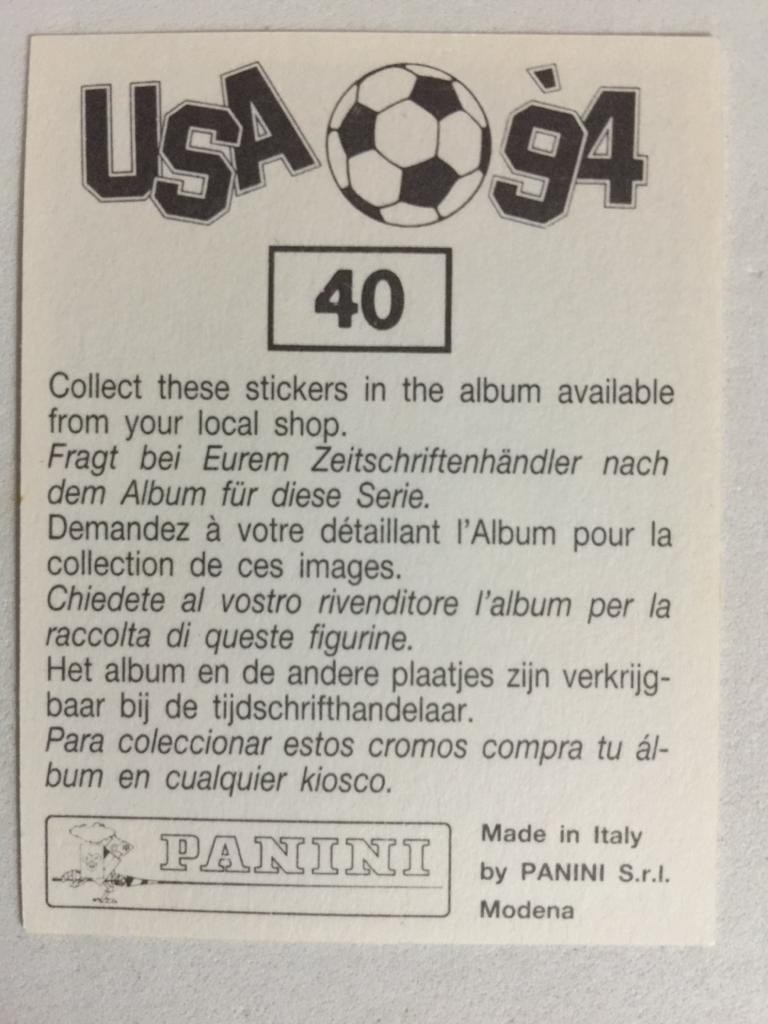 USA '94
40
Collect these stickers in the album available
from your local shop.
Fragt bei Eurem Zeitschriftenhändler nach
dem Album für diese Serie.
Demandez à votre détaillant l'Album pour la
collection de ces images.
Chiedete al vostro rivenditore l'album per la
raccolta di queste figurine.
Het album en de andere plaatjes zijn verkrijg-
baar bij de tijdschrifthandelaar.
Para coleccionar estos cromos compra tu ál-
bum en cualquier kiosco.
PANINI
Made in Italy
by PANINI S.r.l.
Modena